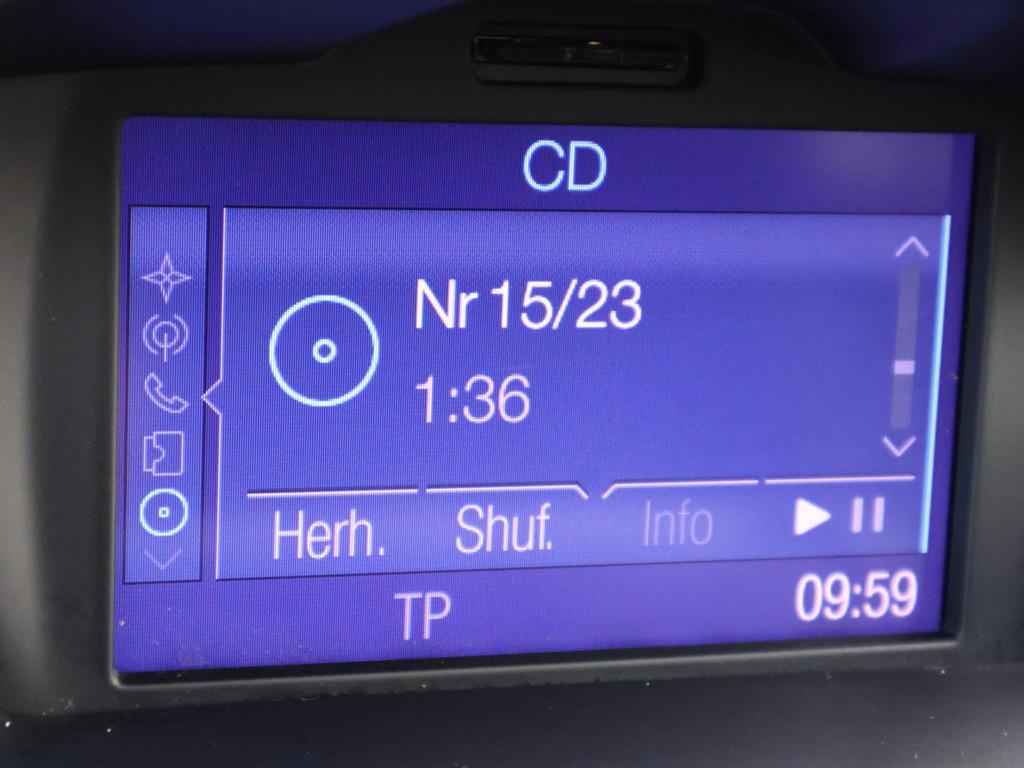 CD
Nr 15/23
1:36
Herh. Shuf. Info
TP 09:59